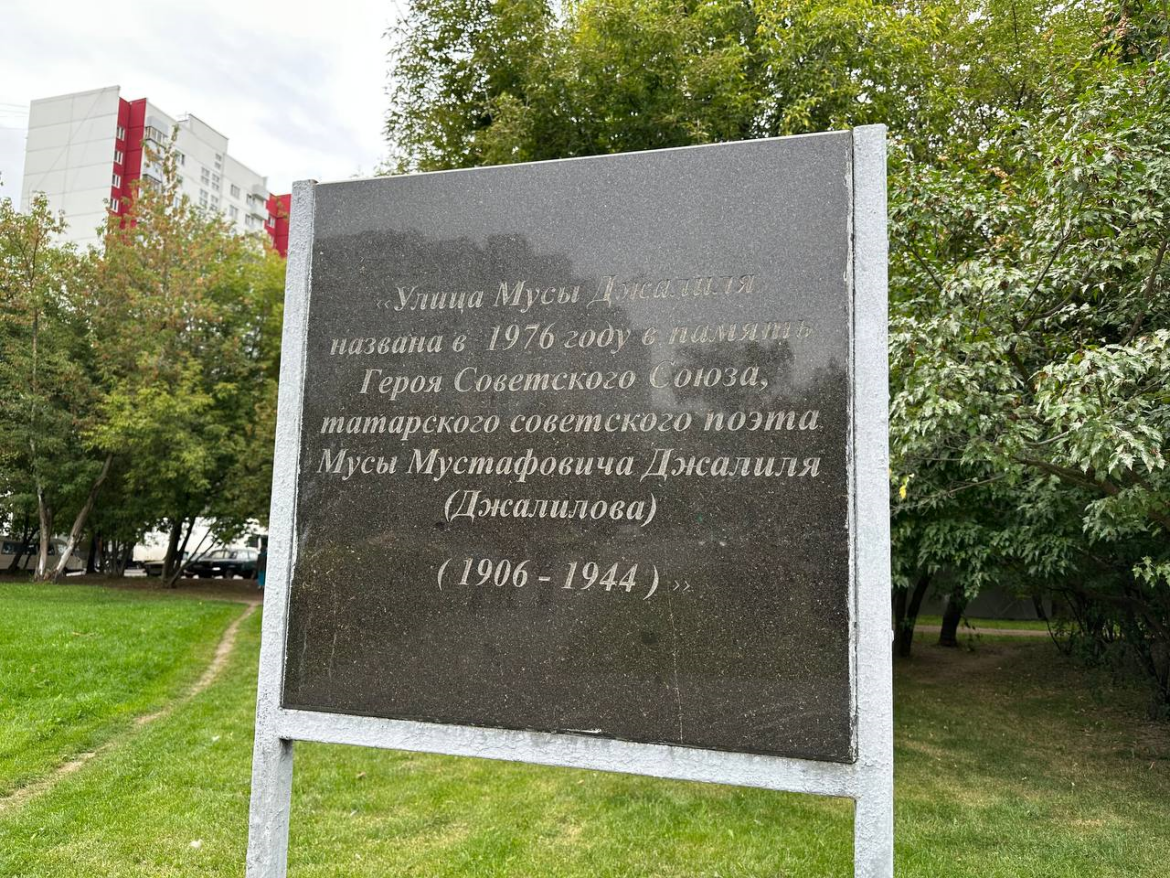 «Улица Мусы Джалиля
названа в 1976 году в память
Героя Советского Союза,
татарского советского поэта
Мусы Мустафовича Джалиля
(Джалилова)
(1906 - 1944)»